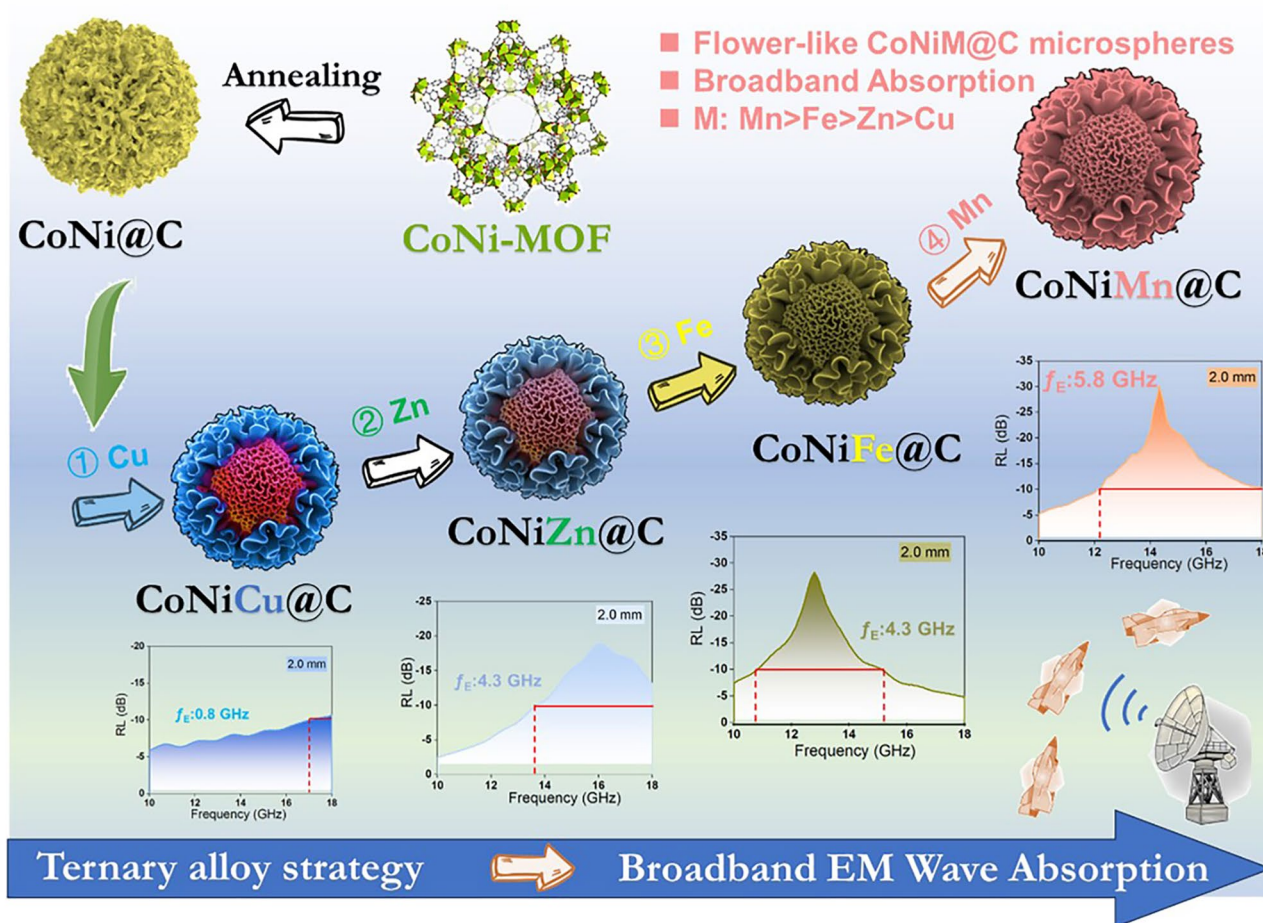 ■ Flower-like CoNiM@C microspheres
■ Broadband Absorption
■ M: Mn>Fe>Zn>Cu
Annealing
CoNi@C
CoNi-MOF
① Cu
② Zn
③ Fe
④ Mn
CoNiCu@C
CoNiZn@C
CoNiFe@C
CoNiMn@C
-20
-15
-10
-5
0
RL (dB)
2.0 mm
fE:0.8 GHz
10 12 14 16 18
Frequency (GHz)
-25
-20
-15
-10
-5
0
RL (dB)
2.0 mm
fE:4.3 GHz
10 12 14 16 18
Frequency (GHz)
-35
-30
-25
-20
-15
-10
-5
0
RL (dB)
2.0 mm
fE:4.3 GHz
10 12 14 16 18
Frequency (GHz)
-35
-30
-25
-20
-15
-10
-5
0
RL (dB)
2.0 mm
fE:5.8 GHz
10 12 14 16 18
Frequency (GHz)
Ternary alloy strategy Broadband EM Wave Absorption